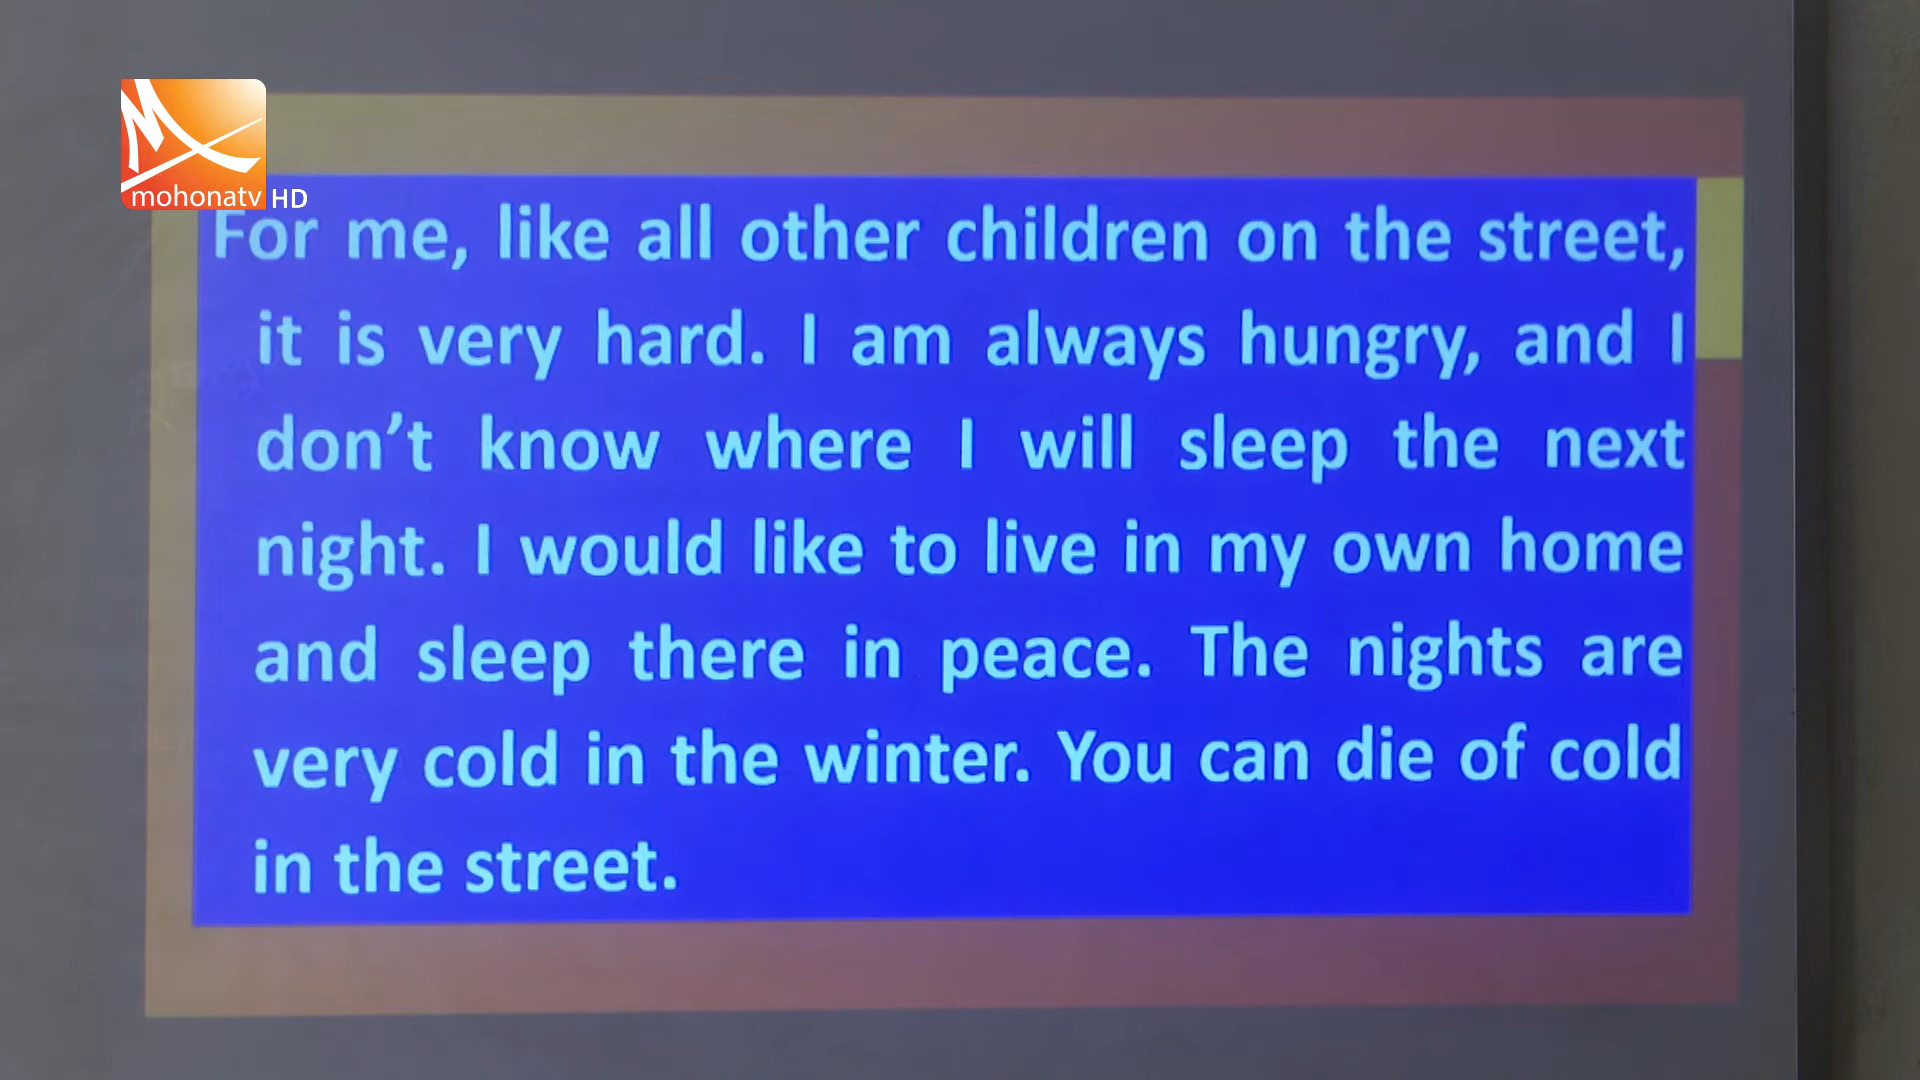 mohonatv HD
For me, like all other children on the street,
it is very hard. I am always hungry, and I
don’t know where I will sleep the next
night. I would like to live in my own home
and sleep there in peace. The nights are
very cold in the winter. You can die of cold
in the street.